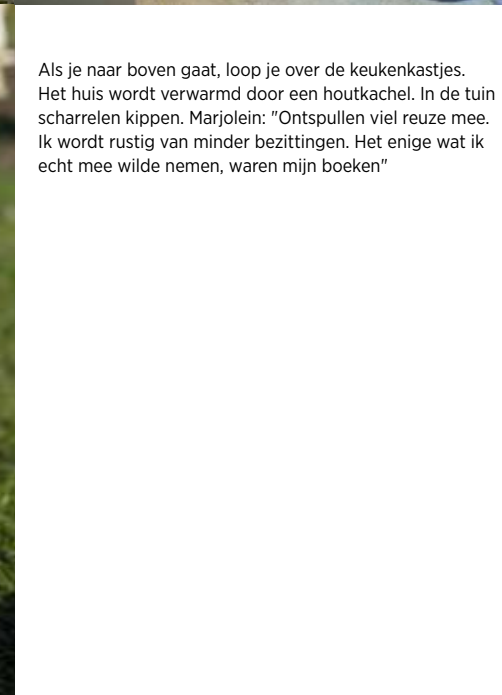 Als je naar boven gaat, loop je over de keukenkastjes.
Het huis wordt verwarmd door een houtkachel. In de tuin
scharrelen kippen. Marjolein: "Ontspullen viel reuze mee.
Ik wordt rustig van minder bezittingen. Het enige wat ik
echt mee wilde nemen, waren mijn boeken"